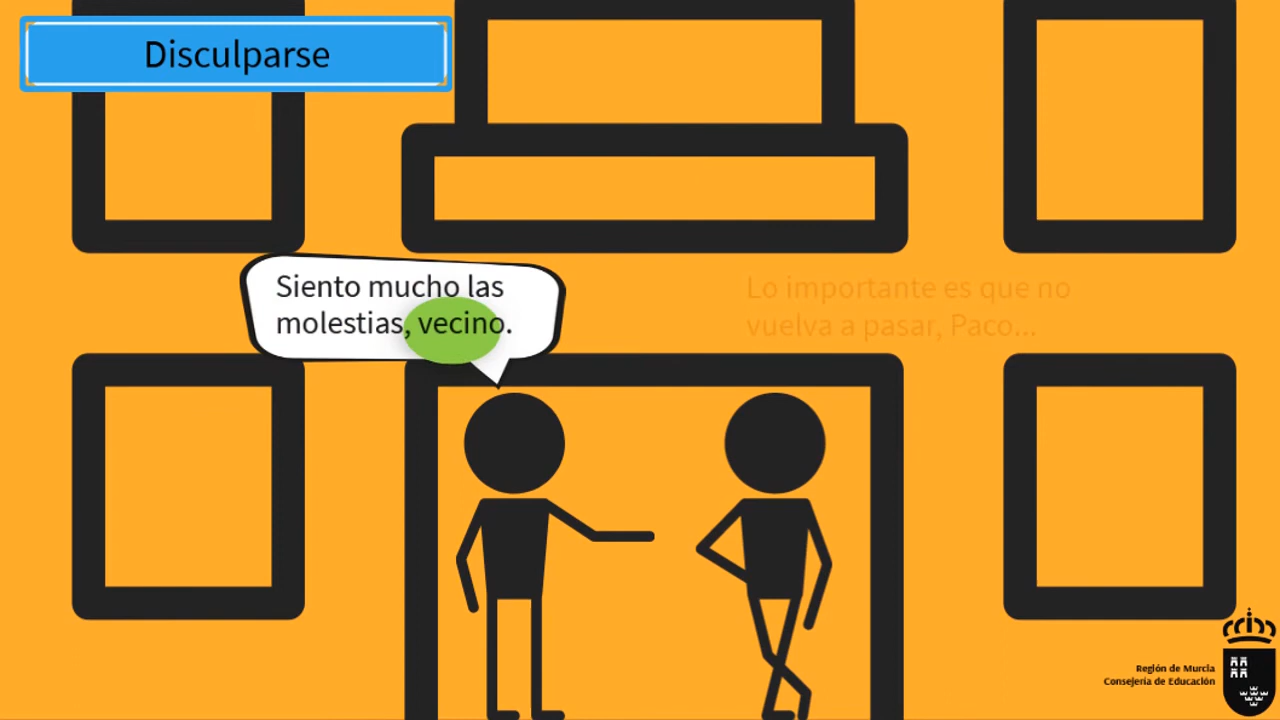 Disculparse
Siento mucho las
molestias, vecino.
Lo importante es que no
vuelva a pasar, Paco...
Región de Murcia
Consejería de Educación